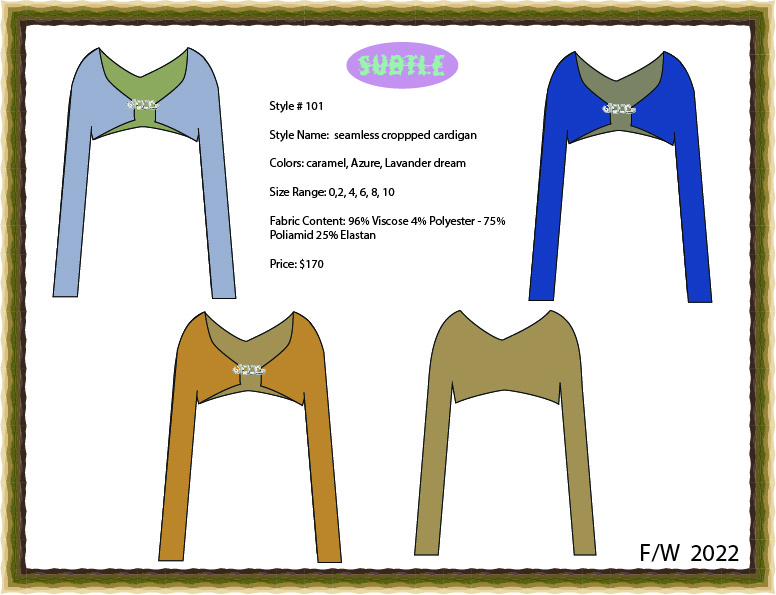 SUBTLE
Style # 101
Style Name:  seamless croppped cardigan
Colors: caramel, Azure, Lavander dream
Size Range: 0,2, 4, 6, 8, 10
Fabric Content: 96% Viscose 4% Polyester - 75%
Poliamid 25% Elastan
Price: $170
F/W  2022